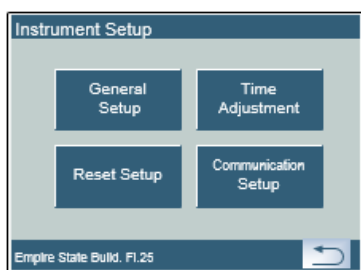 Instrument Setup
General
Setup
Time
Adjustment
Reset Setup
Communication
Setup
Empire State Build. Fl.25